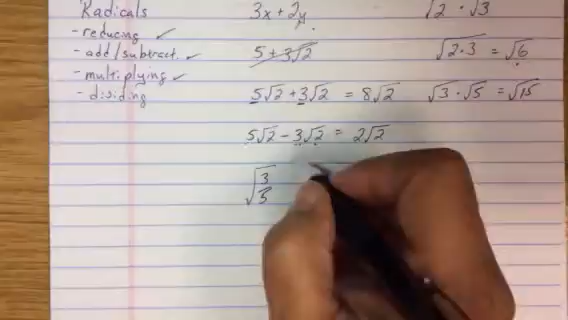 Radicals
- reducing ✓
- add/subtract ✓
- multiplying ✓
- dividing
3x + 2y
5 + 3√2
5√2 + 3√2 = 8√2
5√2 − 3√2 = 2√2
√(3/5)
√2 · √3
√(2·3) = √6
√3 · √5 = √15